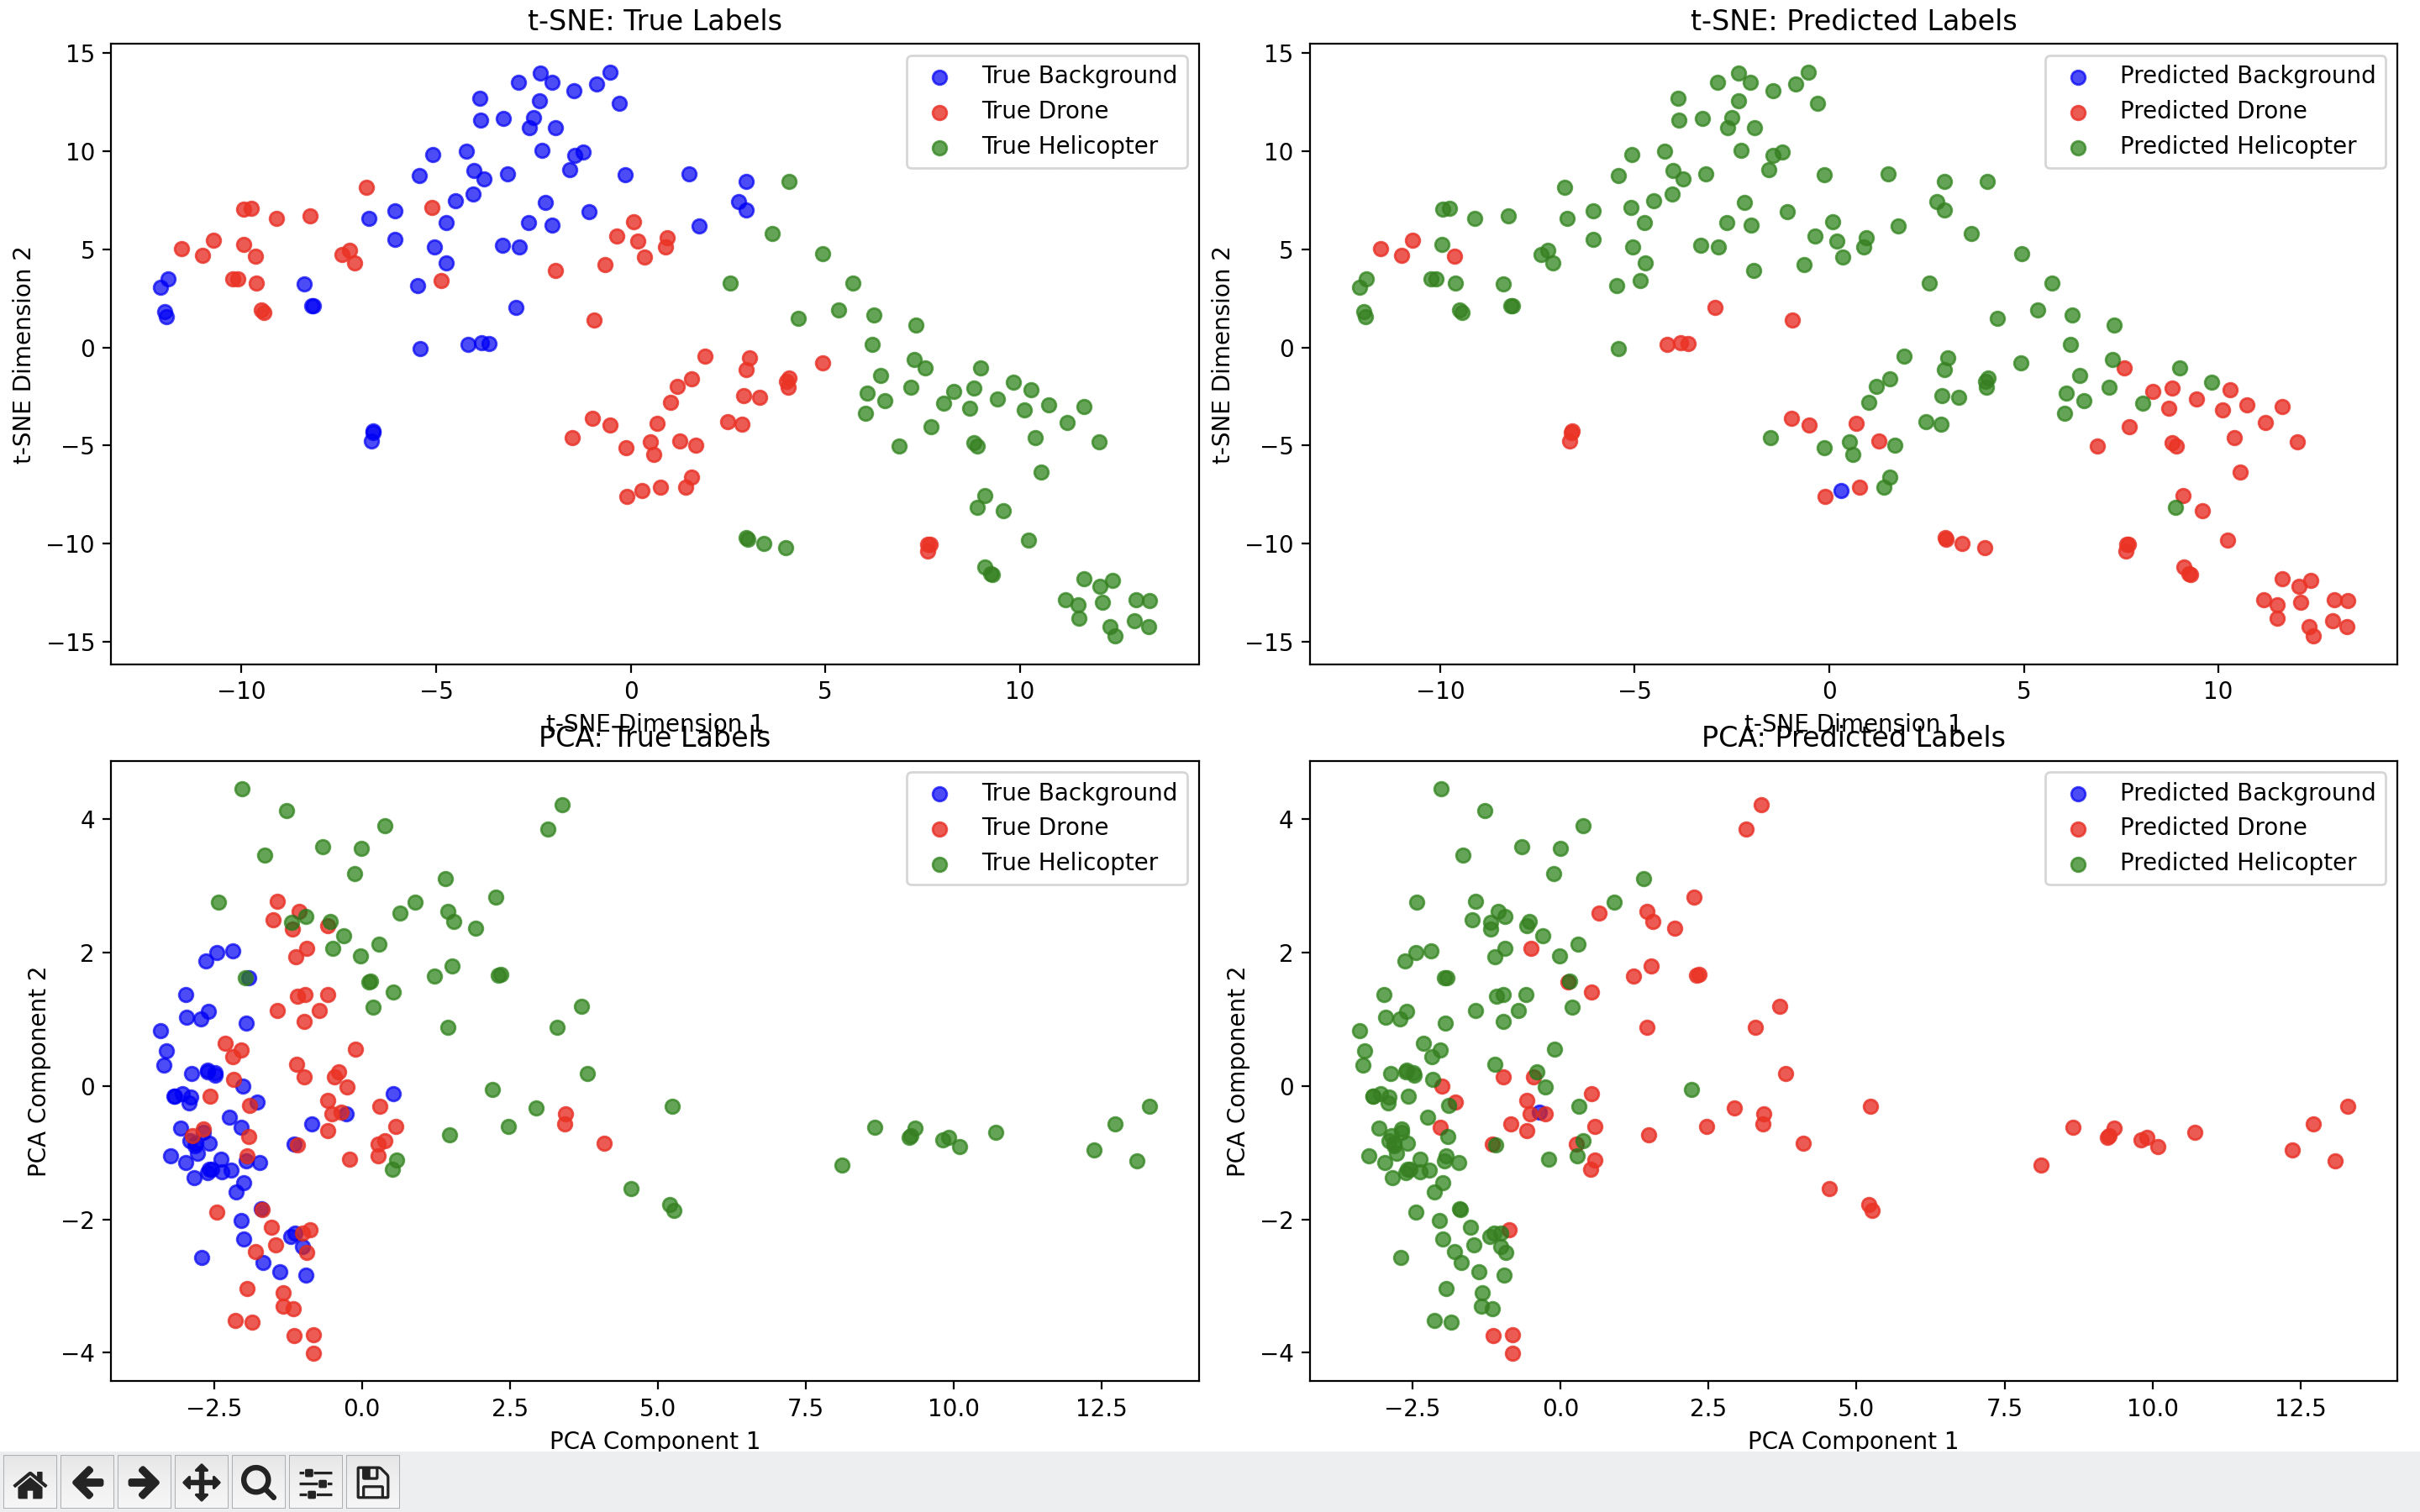 t-SNE: True Labels
t-SNE: Predicted Labels
15
10
5
0
−5
−10
−15
t-SNE Dimension 2
True Background
True Drone
True Helicopter
−10
−5
0
5
10
t-SNE Dimension 1
15
10
5
0
−5
−10
−15
t-SNE Dimension 2
Predicted Background
Predicted Drone
Predicted Helicopter
−10
−5
0
5
10
t-SNE Dimension 1
PCA: True Labels
PCA: Predicted Labels
4
2
0
−2
−4
PCA Component 2
True Background
True Drone
True Helicopter
−2.5
0.0
2.5
5.0
7.5
10.0
12.5
PCA Component 1
4
2
0
−2
−4
PCA Component 2
Predicted Background
Predicted Drone
Predicted Helicopter
−2.5
0.0
2.5
5.0
7.5
10.0
12.5
PCA Component 1